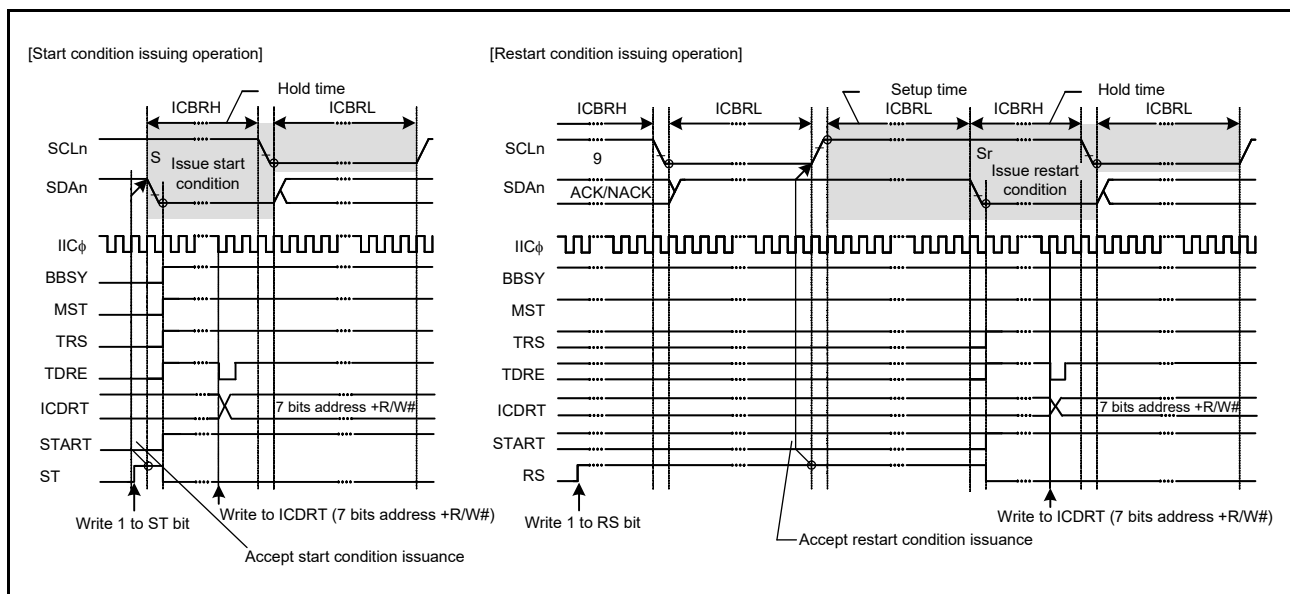 [Start condition issuing operation]
Hold time
ICBRH
ICBRL
SCLn
S
Issue start
condition
SDAn
IICφ
BBSY
MST
TRS
TDRE
ICDRT
7 bits address +R/W#
START
ST
Write 1 to ST bit
Write to ICDRT (7 bits address +R/W#)
Accept start condition issuance
[Restart condition issuing operation]
Setup time
Hold time
ICBRH
ICBRL
ICBRL
ICBRH
ICBRL
SCLn
9
Sr
Issue restart
condition
SDAn
ACK/NACK
IICφ
BBSY
MST
TRS
TDRE
ICDRT
7 bits address +R/W#
START
RS
Write 1 to RS bit
Write to ICDRT (7 bits address +R/W#)
Accept restart condition issuance